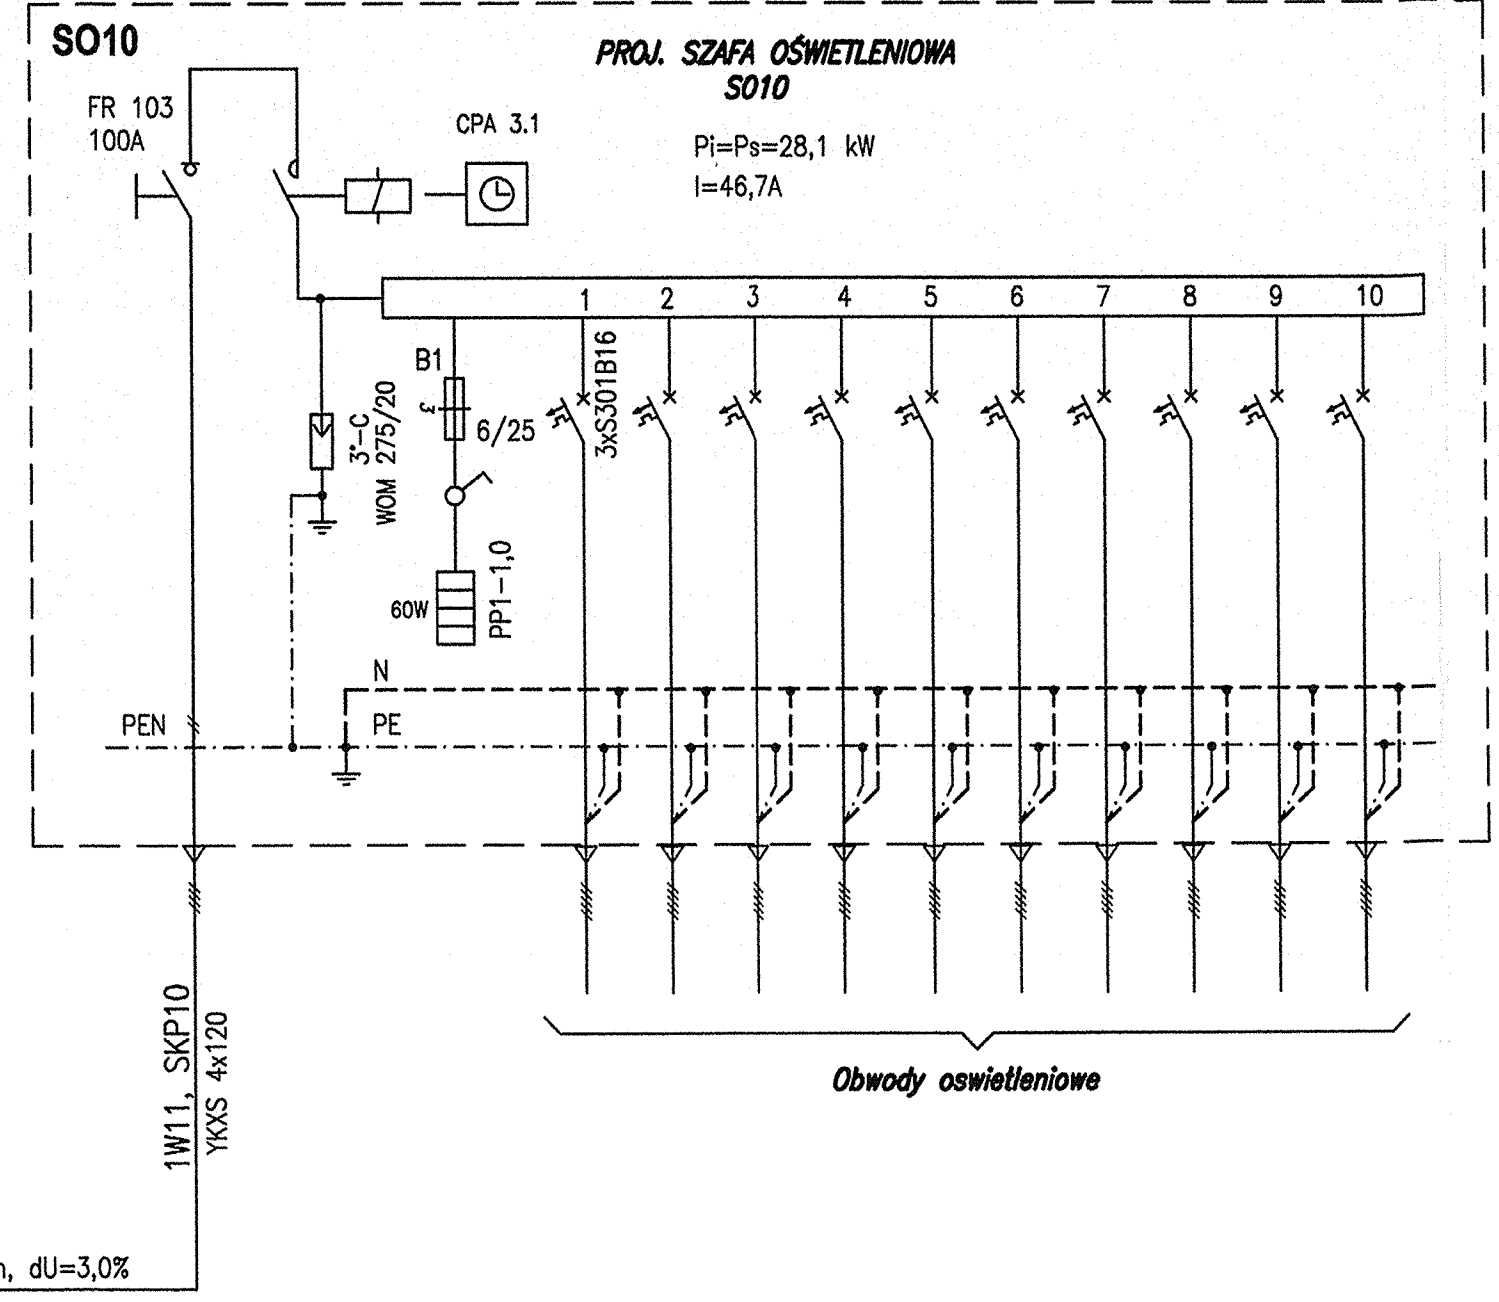 SO10
PROJ. SZAFA OŚWIETLENIOWA
SO10
FR 103
100A
CPA 3.1
Pi=Ps=28,1 kW
I=46,7A
1 2 3 4 5 6 7 8 9 10
B1
3
6/25
3xS301B16
3*-C
WOM 275/20
60W
PP1-1,0
N
PEN
PE
1W11, SKP10
YKXS 4x120
Obwody oswietleniowe
dU=3,0%